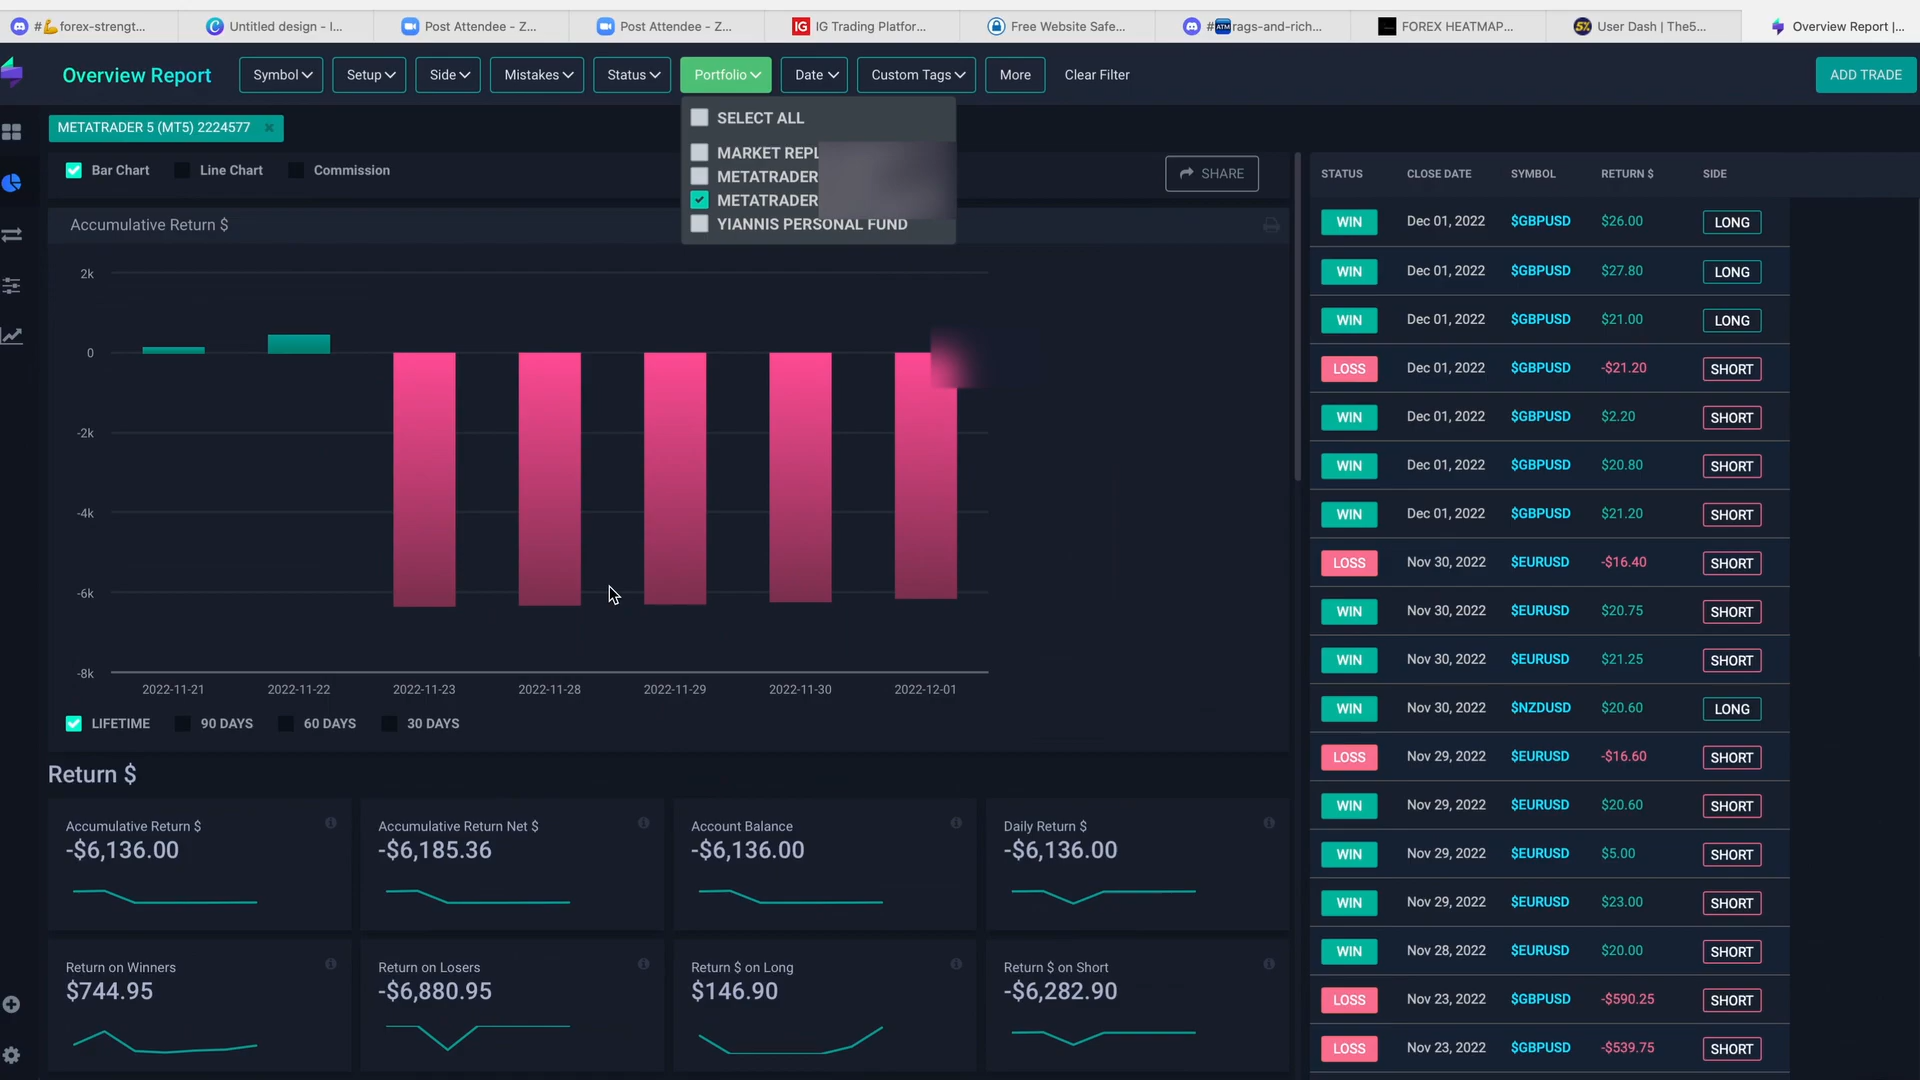 #💪forex-strengt...
Untitled design - I...
Post Attendee - Z...
Post Attendee - Z...
IG Trading Platfor...
Free Website Safe...
#🏧rags-and-rich...
FOREX HEATMAP...
User Dash | The5...
Overview Report |...
Overview Report
Symbol
Setup
Side
Mistakes
Status
Portfolio
Date
Custom Tags
More
Clear Filter
ADD TRADE
METATRADER 5 (MT5) 2224577 ×
SELECT ALL
MARKET REPL
METATRADER
METATRADER
YIANNIS PERSONAL FUND
Bar Chart
Line Chart
Commission
SHARE
Accumulative Return $
2k
0
-2k
-4k
-6k
-8k
2022-11-21
2022-11-22
2022-11-23
2022-11-28
2022-11-29
2022-11-30
2022-12-01
LIFETIME
90 DAYS
60 DAYS
30 DAYS
Return $
Accumulative Return $
-$6,136.00
Accumulative Return Net $
-$6,185.36
Account Balance
-$6,136.00
Daily Return $
-$6,136.00
Return on Winners
$744.95
Return on Losers
-$6,880.95
Return $ on Long
$146.90
Return $ on Short
-$6,282.90
STATUS CLOSE DATE SYMBOL RETURN $ SIDE
WIN Dec 01, 2022 $GBPUSD $26.00 LONG
WIN Dec 01, 2022 $GBPUSD $27.80 LONG
WIN Dec 01, 2022 $GBPUSD $21.00 LONG
LOSS Dec 01, 2022 $GBPUSD -$21.20 SHORT
WIN Dec 01, 2022 $GBPUSD $2.20 SHORT
WIN Dec 01, 2022 $GBPUSD $20.80 SHORT
WIN Dec 01, 2022 $GBPUSD $21.20 SHORT
LOSS Nov 30, 2022 $EURUSD -$16.40 SHORT
WIN Nov 30, 2022 $EURUSD $20.75 SHORT
WIN Nov 30, 2022 $EURUSD $21.25 SHORT
WIN Nov 30, 2022 $NZDUSD $20.60 LONG
LOSS Nov 29, 2022 $EURUSD -$16.60 SHORT
WIN Nov 29, 2022 $EURUSD $20.60 SHORT
WIN Nov 29, 2022 $EURUSD $5.00 SHORT
WIN Nov 29, 2022 $EURUSD $23.00 SHORT
WIN Nov 28, 2022 $EURUSD $20.00 SHORT
LOSS Nov 23, 2022 $GBPUSD -$590.25 SHORT
LOSS Nov 23, 2022 $GBPUSD -$539.75 SHORT